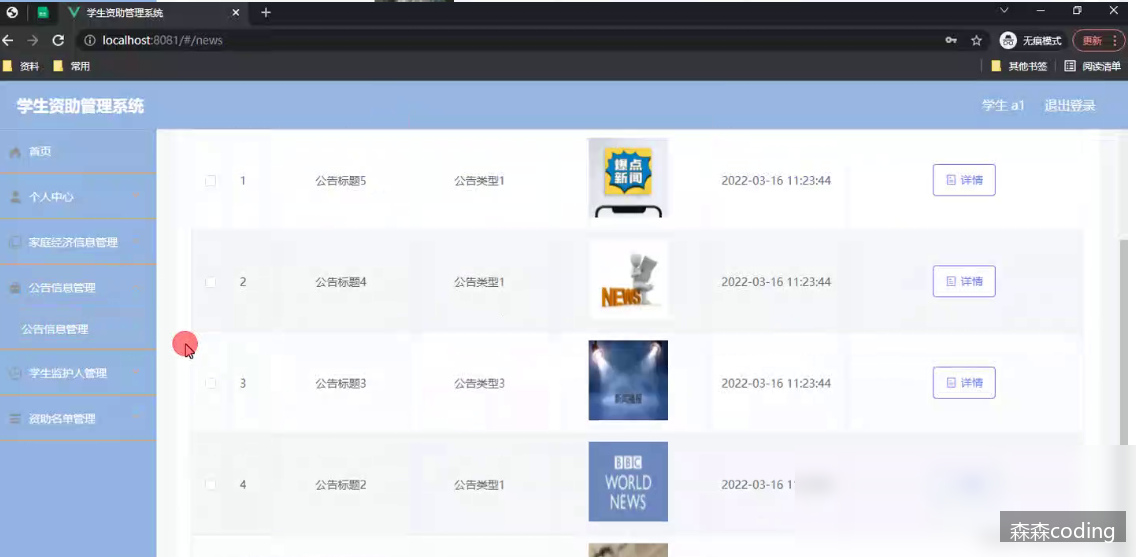 学生资助管理系统
localhost:8081/#/news
无痕模式
更新
资料
常用
其他书签
阅读清单
学生资助管理系统
学生 a1
退出登录
首页
个人中心
家庭经济信息管理
公告信息管理
公告信息管理
学生监护人管理
资助名单管理
1
公告标题5
公告类型1
爆点
新闻
2022-03-16 11:23:44
详情
2
公告标题4
公告类型1
NEWS
2022-03-16 11:23:44
详情
3
公告标题3
公告类型3
2022-03-16 11:23:44
详情
4
公告标题2
公告类型1
BBC
WORLD
NEWS
2022-03-16 1
森森coding